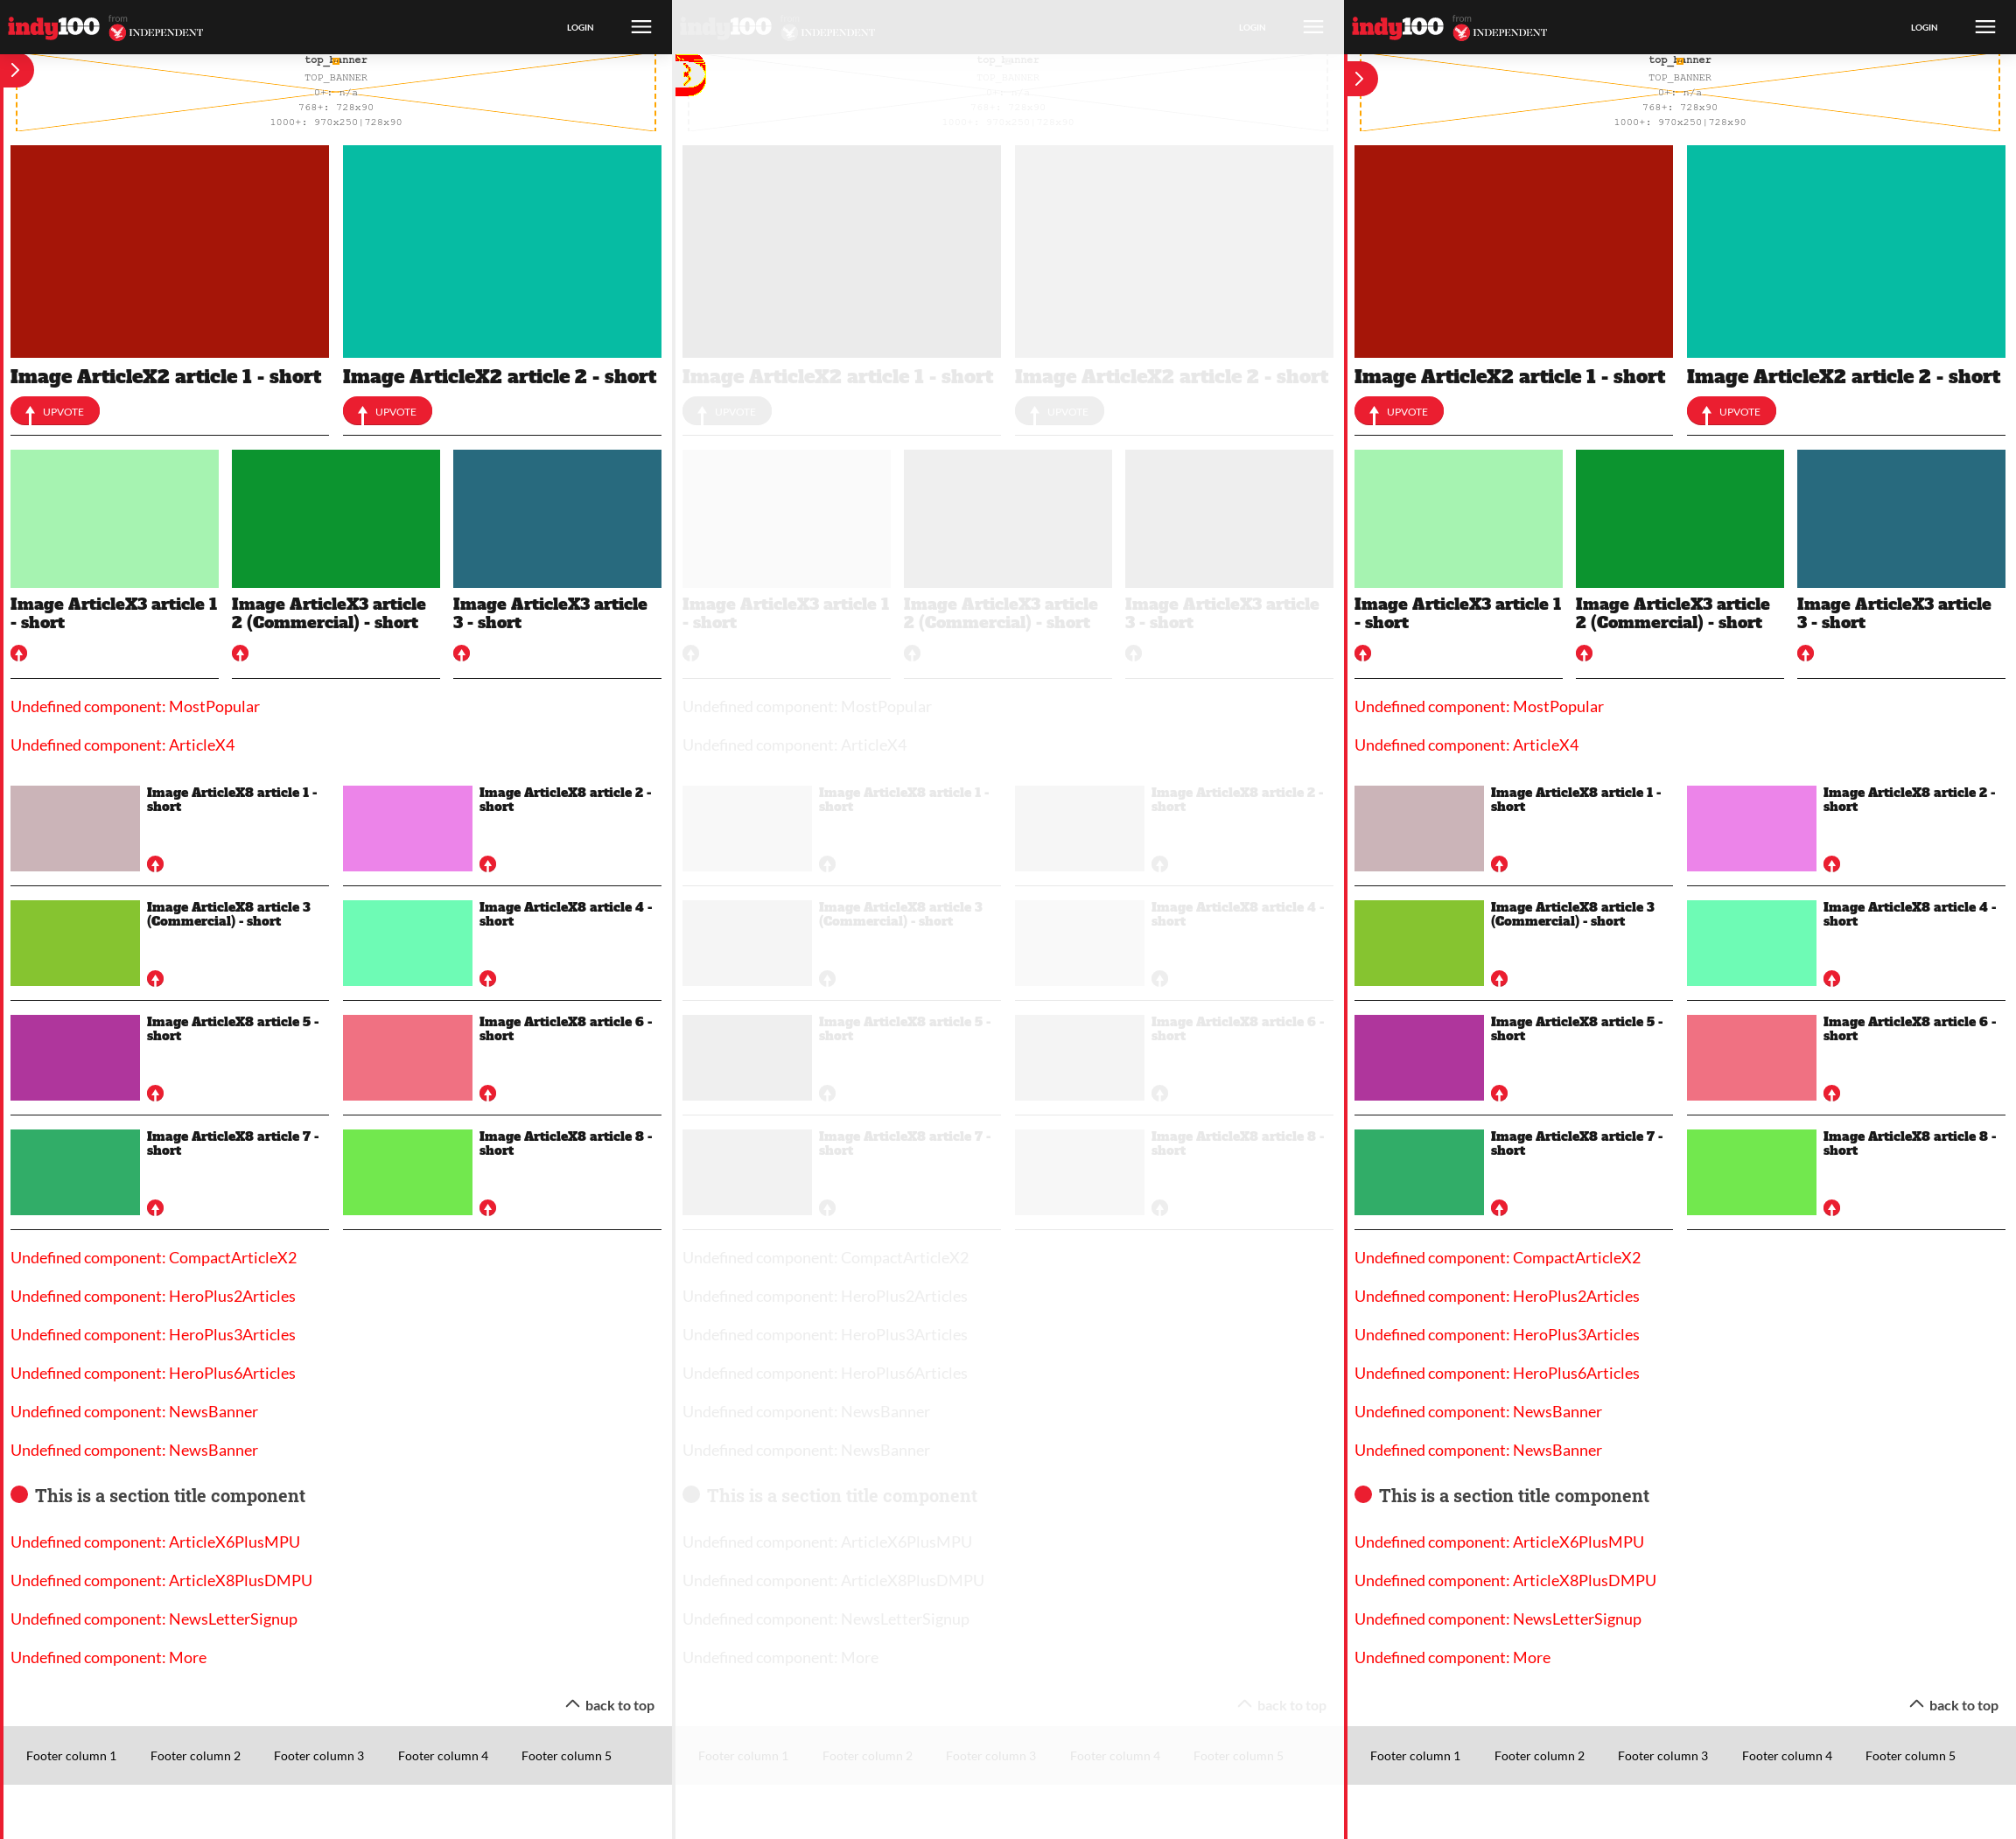 indy100
from
INDEPENDENT
LOGIN
top_banner
TOP_BANNER
0+: n/a
768+: 728x90
1000+: 970x250|728x90
Image ArticleX2 article 1 - short
UPVOTE
Image ArticleX2 article 2 - short
UPVOTE
Image ArticleX3 article 1
- short
Image ArticleX3 article
2 (Commercial) - short
Image ArticleX3 article
3 - short
Undefined component: MostPopular
Undefined component: ArticleX4
Image ArticleX8 article 1 -
short
Image ArticleX8 article 2 -
short
Image ArticleX8 article 3
(Commercial) - short
Image ArticleX8 article 4 -
short
Image ArticleX8 article 5 -
short
Image ArticleX8 article 6 -
short
Image ArticleX8 article 7 -
short
Image ArticleX8 article 8 -
short
Undefined component: CompactArticleX2
Undefined component: HeroPlus2Articles
Undefined component: HeroPlus3Articles
Undefined component: HeroPlus6Articles
Undefined component: NewsBanner
Undefined component: NewsBanner
This is a section title component
Undefined component: ArticleX6PlusMPU
Undefined component: ArticleX8PlusDMPU
Undefined component: NewsLetterSignup
Undefined component: More
back to top
Footer column 1
Footer column 2
Footer column 3
Footer column 4
Footer column 5
indy100
INDEPENDENT
LOGIN
top_banner
TOP_BANNER
0+: n/a
768+: 728x90
1000+: 970x250|728x90
Image ArticleX2 article 1 - short
UPVOTE
Image ArticleX2 article 2 - short
UPVOTE
Image ArticleX3 article 1
- short
Image ArticleX3 article
2 (Commercial) - short
Image ArticleX3 article
3 - short
Undefined component: MostPopular
Undefined component: ArticleX4
Image ArticleX8 article 1 -
short
Image ArticleX8 article 2 -
short
Image ArticleX8 article 3
(Commercial) - short
Image ArticleX8 article 4 -
short
Image ArticleX8 article 5 -
short
Image ArticleX8 article 6 -
short
Image ArticleX8 article 7 -
short
Image ArticleX8 article 8 -
short
Undefined component: CompactArticleX2
Undefined component: HeroPlus2Articles
Undefined component: HeroPlus3Articles
Undefined component: HeroPlus6Articles
Undefined component: NewsBanner
Undefined component: NewsBanner
This is a section title component
Undefined component: ArticleX6PlusMPU
Undefined component: ArticleX8PlusDMPU
Undefined component: NewsLetterSignup
Undefined component: More
back to top
Footer column 1
Footer column 2
Footer column 3
Footer column 4
Footer column 5
indy100
from
INDEPENDENT
LOGIN
top_banner
TOP_BANNER
0+: n/a
768+: 728x90
1000+: 970x250|728x90
Image ArticleX2 article 1 - short
UPVOTE
Image ArticleX2 article 2 - short
UPVOTE
Image ArticleX3 article 1
- short
Image ArticleX3 article
2 (Commercial) - short
Image ArticleX3 article
3 - short
Undefined component: MostPopular
Undefined component: ArticleX4
Image ArticleX8 article 1 -
short
Image ArticleX8 article 2 -
short
Image ArticleX8 article 3
(Commercial) - short
Image ArticleX8 article 4 -
short
Image ArticleX8 article 5 -
short
Image ArticleX8 article 6 -
short
Image ArticleX8 article 7 -
short
Image ArticleX8 article 8 -
short
Undefined component: CompactArticleX2
Undefined component: HeroPlus2Articles
Undefined component: HeroPlus3Articles
Undefined component: HeroPlus6Articles
Undefined component: NewsBanner
Undefined component: NewsBanner
This is a section title component
Undefined component: ArticleX6PlusMPU
Undefined component: ArticleX8PlusDMPU
Undefined component: NewsLetterSignup
Undefined component: More
back to top
Footer column 1
Footer column 2
Footer column 3
Footer column 4
Footer column 5